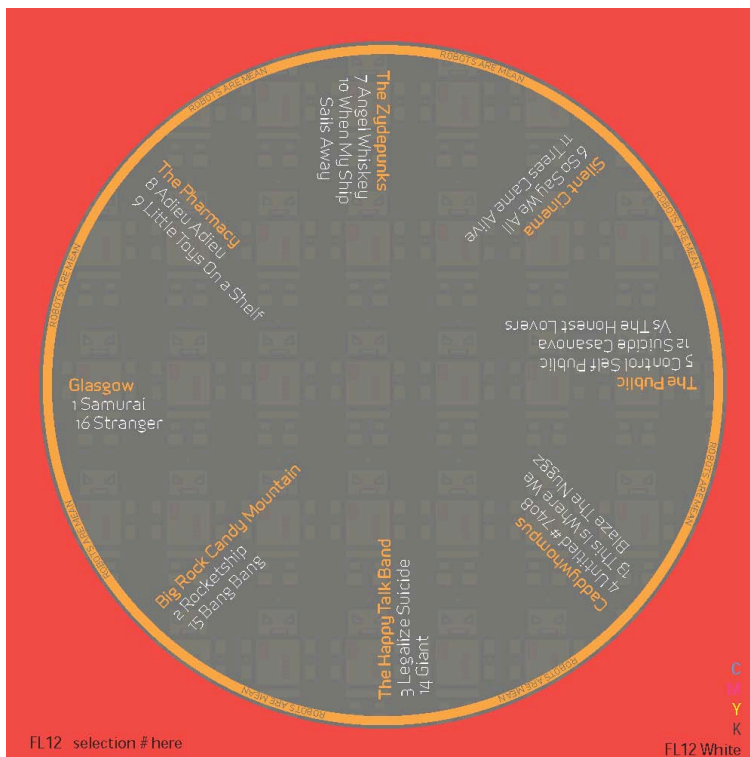 ROBOTS ARE MEAN
ROBOTS ARE MEAN
ROBOTS ARE MEAN
ROBOTS ARE MEAN
ROBOTS ARE MEAN
ROBOTS ARE MEAN
ROBOTS ARE MEAN
ROBOTS ARE MEAN
The Zydepunks
7 Angel Whiskey
10 When My Ship
Sails Away
Silent Cinema
6 So Say We All
11 Trees Came Alive
The Public
5 Control Self Public
12 Suicide Casanova
Vs The Honest Lovers
Caddywhompus
4 Untitled # 7408
13 This Is Where We
Blaze The Nuggz
The Happy Talk Band
3 Legalize Suicide
14 Giant
Big Rock Candy Mountain
2 Rocketship
15 Bang Bang
Glasgow
1 Samurai
16 Stranger
The Pharmacy
8 Adieu Adieu
9 Little Toys On a Shelf
C
M
Y
K
FL12 selection # here
FL12 White